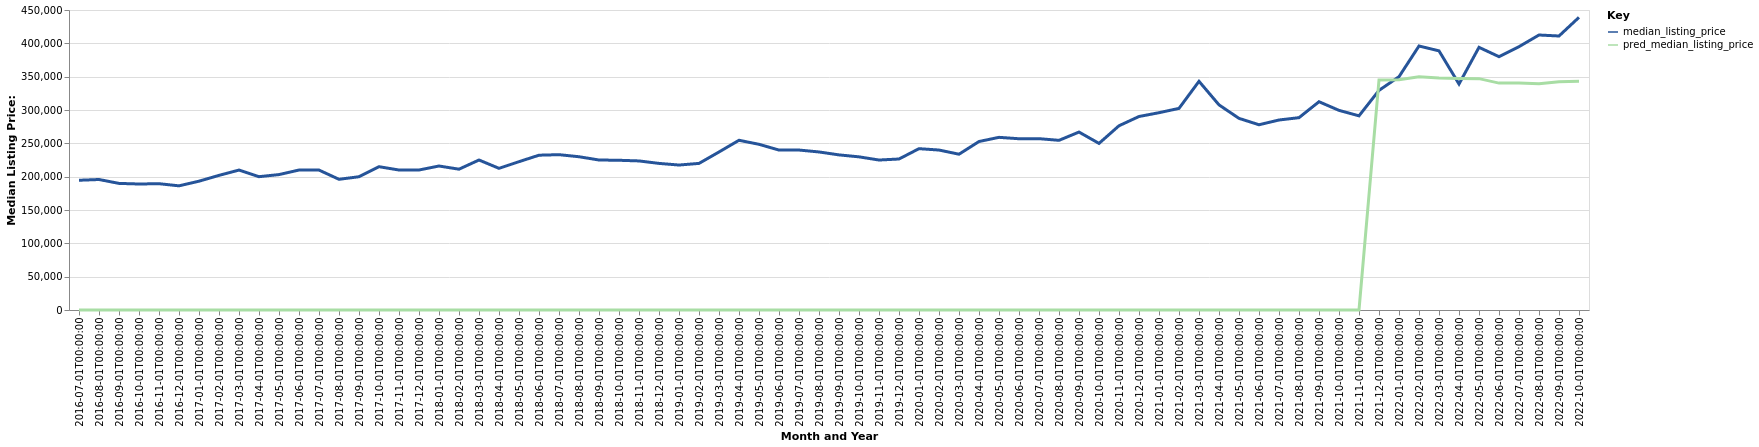 450,000
400,000
350,000
300,000
250,000
200,000
150,000
100,000
50,000
0
Median Listing Price:
2016-07-01T00:00:00
2016-08-01T00:00:00
2016-09-01T00:00:00
2016-10-01T00:00:00
2016-11-01T00:00:00
2016-12-01T00:00:00
2017-01-01T00:00:00
2017-02-01T00:00:00
2017-03-01T00:00:00
2017-04-01T00:00:00
2017-05-01T00:00:00
2017-06-01T00:00:00
2017-07-01T00:00:00
2017-08-01T00:00:00
2017-09-01T00:00:00
2017-10-01T00:00:00
2017-11-01T00:00:00
2017-12-01T00:00:00
2018-01-01T00:00:00
2018-02-01T00:00:00
2018-03-01T00:00:00
2018-04-01T00:00:00
2018-05-01T00:00:00
2018-06-01T00:00:00
2018-07-01T00:00:00
2018-08-01T00:00:00
2018-09-01T00:00:00
2018-10-01T00:00:00
2018-11-01T00:00:00
2018-12-01T00:00:00
2019-01-01T00:00:00
2019-02-01T00:00:00
2019-03-01T00:00:00
2019-04-01T00:00:00
2019-05-01T00:00:00
2019-06-01T00:00:00
2019-07-01T00:00:00
2019-08-01T00:00:00
2019-09-01T00:00:00
2019-10-01T00:00:00
2019-11-01T00:00:00
2019-12-01T00:00:00
2020-01-01T00:00:00
2020-02-01T00:00:00
2020-03-01T00:00:00
2020-04-01T00:00:00
2020-05-01T00:00:00
2020-06-01T00:00:00
2020-07-01T00:00:00
2020-08-01T00:00:00
2020-09-01T00:00:00
2020-10-01T00:00:00
2020-11-01T00:00:00
2020-12-01T00:00:00
2021-01-01T00:00:00
2021-02-01T00:00:00
2021-03-01T00:00:00
2021-04-01T00:00:00
2021-05-01T00:00:00
2021-06-01T00:00:00
2021-07-01T00:00:00
2021-08-01T00:00:00
2021-09-01T00:00:00
2021-10-01T00:00:00
2021-11-01T00:00:00
2021-12-01T00:00:00
2022-01-01T00:00:00
2022-02-01T00:00:00
2022-03-01T00:00:00
2022-04-01T00:00:00
2022-05-01T00:00:00
2022-06-01T00:00:00
2022-07-01T00:00:00
2022-08-01T00:00:00
2022-09-01T00:00:00
2022-10-01T00:00:00
Month and Year
Key
median_listing_price
pred_median_listing_price